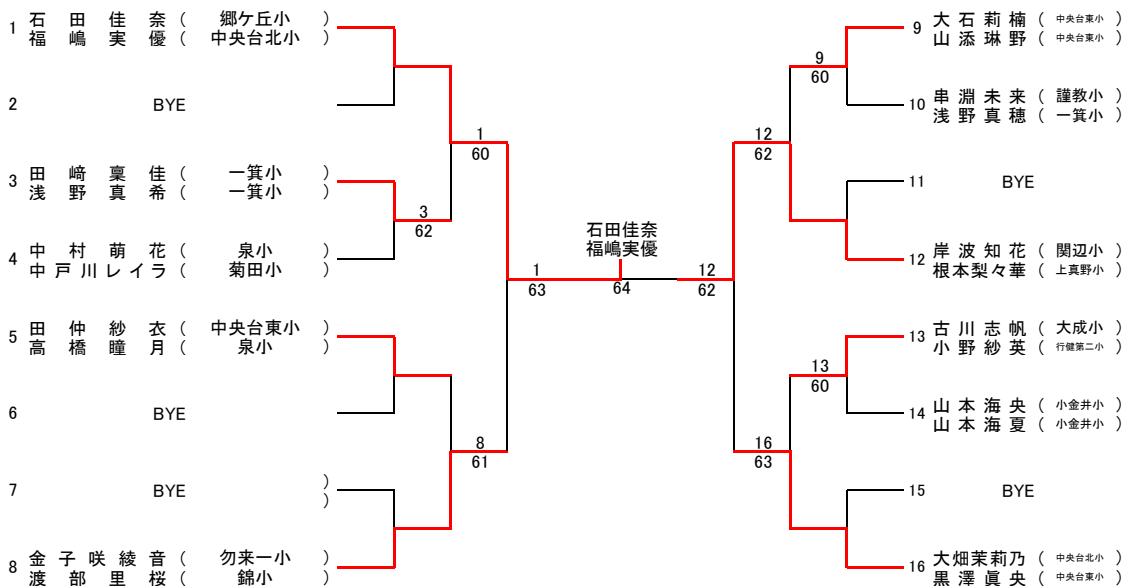 1 石田佳奈 ( 郷ケ丘小 )
福嶋実優 ( 中央台北小 )
2 BYE
3 田﨑稟佳 ( 一箕小 )
浅野真希 ( 一箕小 )
4 中村萌花 ( 泉小 )
中戸川レイラ ( 菊田小 )
5 田仲紗衣 ( 中央台東小 )
高橋瞳月 ( 泉小 )
6 BYE
7 BYE )
)
8 金子咲綾音 ( 勿来一小 )
渡部里桜 ( 錦小 )
1
60
3
62
8
61
1
63
石田佳奈
福嶋実優
64
12
62
12
62
16
63
9
60
13
60
9 大石莉楠 ( 中央台東小 )
山添琳野 ( 中央台東小 )
10 串淵未来 ( 謹教小 )
浅野真穂 ( 一箕小 )
11 BYE
12 岸波知花 ( 関辺小 )
根本梨々華 ( 上真野小 )
13 古川志帆 ( 大成小 )
小野紗英 ( 行健第二小 )
14 山本海央 ( 小金井小 )
山本海夏 ( 小金井小 )
15 BYE
16 大畑茉莉乃 ( 中央台北小 )
黒澤眞央 ( 中央台東小 )